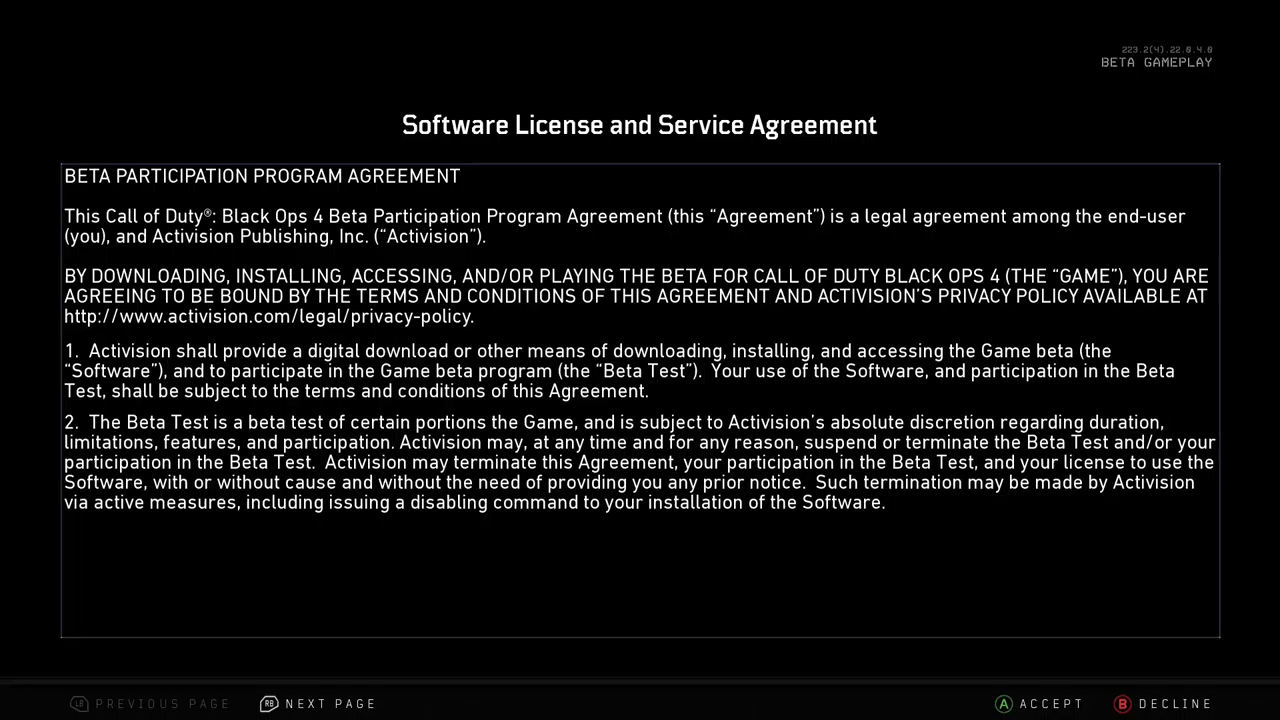 223.2(4).22.0.4.0
BETA GAMEPLAY
Software License and Service Agreement
BETA PARTICIPATION PROGRAM AGREEMENT
This Call of Duty®: Black Ops 4 Beta Participation Program Agreement (this “Agreement”) is a legal agreement among the end-user
(you), and Activision Publishing, Inc. (“Activision”).
BY DOWNLOADING, INSTALLING, ACCESSING, AND/OR PLAYING THE BETA FOR CALL OF DUTY BLACK OPS 4 (THE “GAME”), YOU ARE
AGREEING TO BE BOUND BY THE TERMS AND CONDITIONS OF THIS AGREEMENT AND ACTIVISION’S PRIVACY POLICY AVAILABLE AT
http://www.activision.com/legal/privacy-policy.
1.  Activision shall provide a digital download or other means of downloading, installing, and accessing the Game beta (the
“Software”), and to participate in the Game beta program (the “Beta Test”).  Your use of the Software, and participation in the Beta
Test, shall be subject to the terms and conditions of this Agreement.
2.  The Beta Test is a beta test of certain portions the Game, and is subject to Activision’s absolute discretion regarding duration,
limitations, features, and participation. Activision may, at any time and for any reason, suspend or terminate the Beta Test and/or your
participation in the Beta Test.  Activision may terminate this Agreement, your participation in the Beta Test, and your license to use the
Software, with or without cause and without the need of providing you any prior notice.  Such termination may be made by Activision
via active measures, including issuing a disabling command to your installation of the Software.
LB PREVIOUS PAGE RB NEXT PAGE A ACCEPT B DECLINE